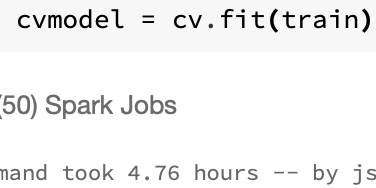 cvmodel = cv.fit(train)
(50) Spark Jobs
mand took 4.76 hours -- by js